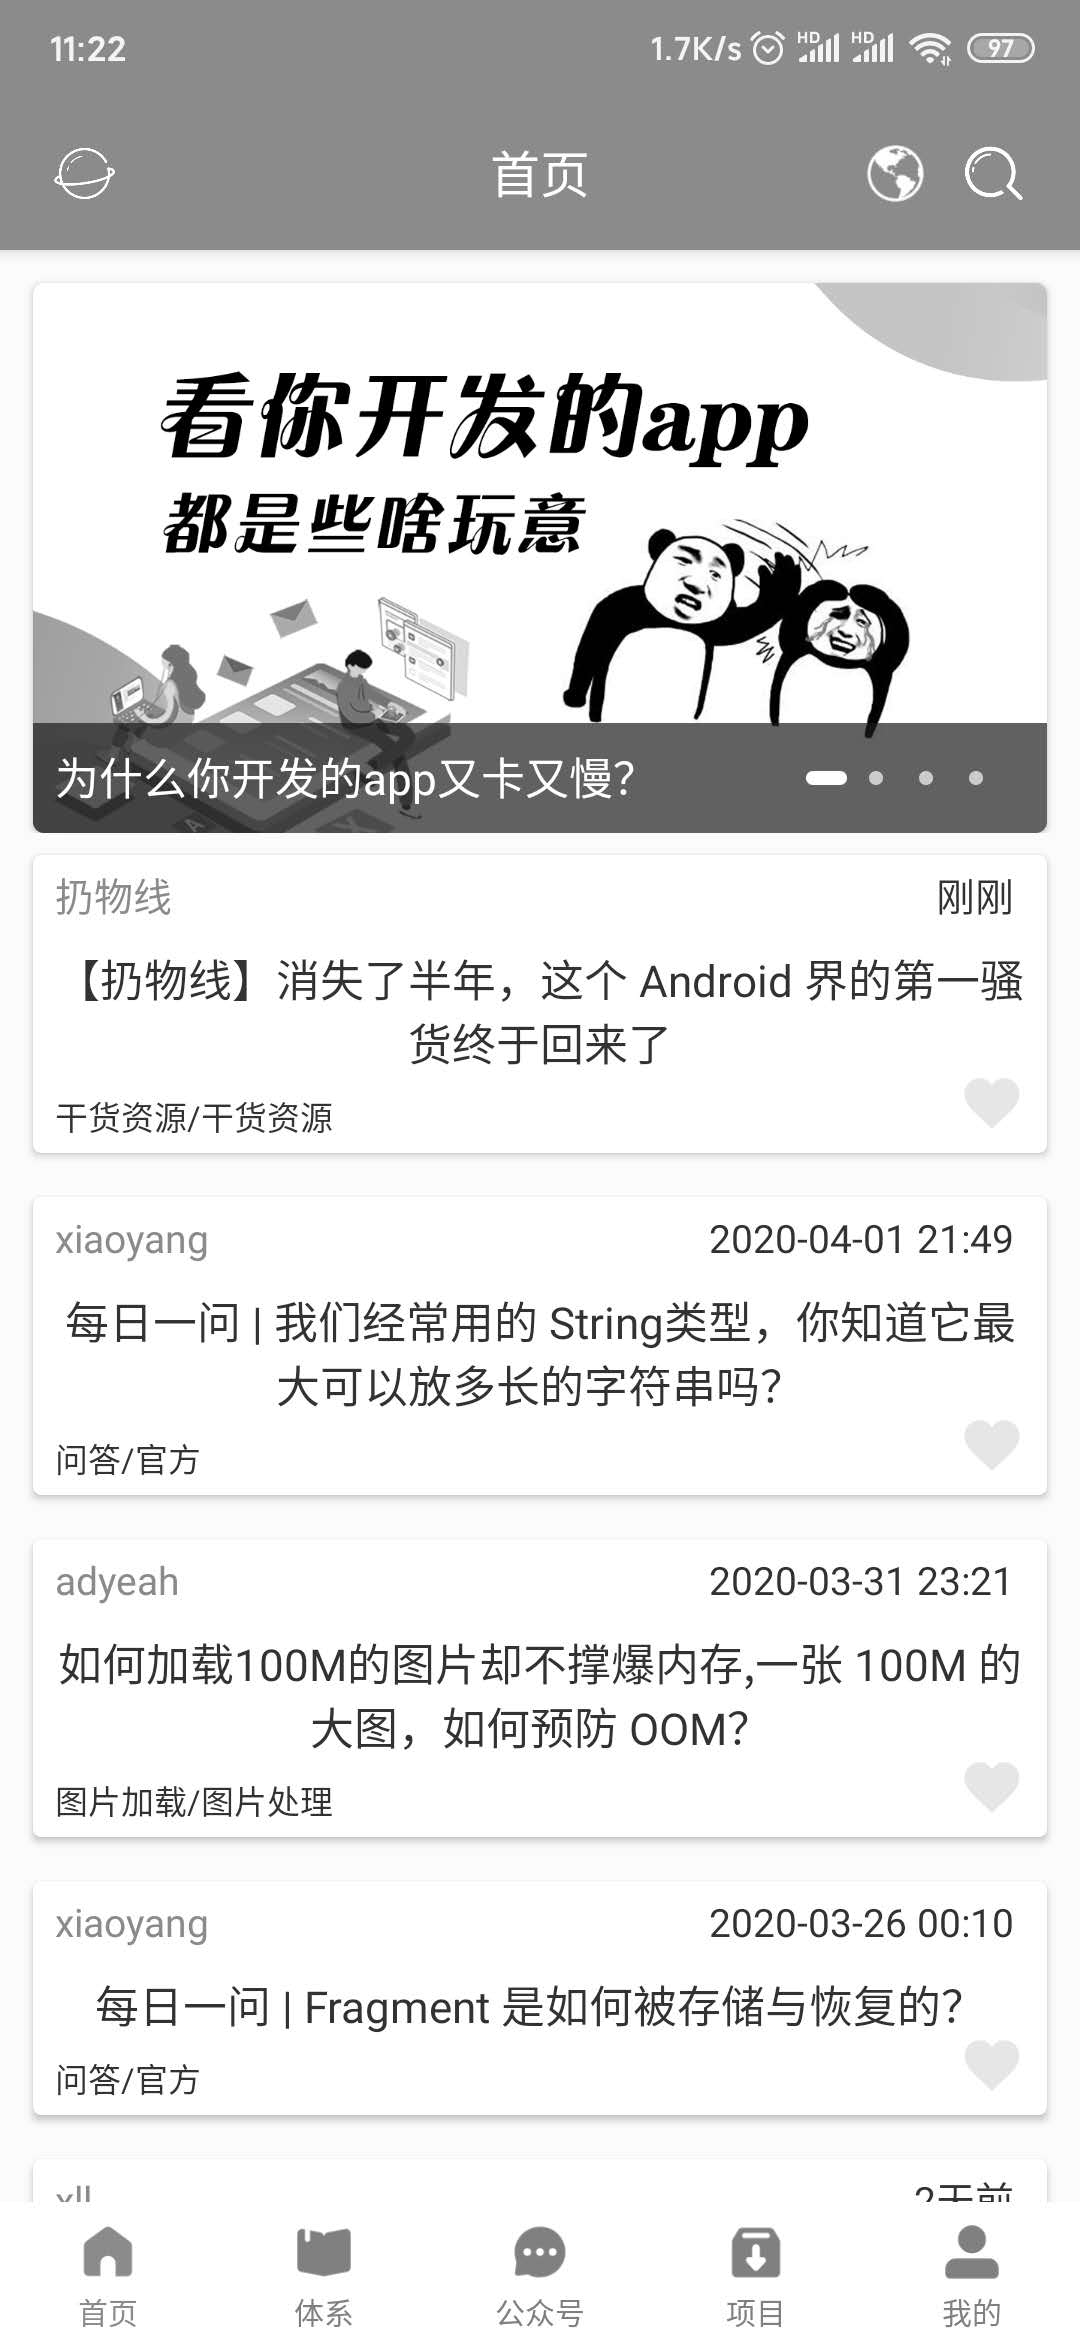 11:22
1.7K/s HD HD 97
首页
看你开发的app
都是些啥玩意
为什么你开发的app又卡又慢？
扔物线 刚刚
【扔物线】消失了半年，这个 Android 界的第一骚
货终于回来了
干货资源/干货资源
xiaoyang 2020-04-01 21:49
每日一问 | 我们经常用的 String类型，你知道它最
大可以放多长的字符串吗？
问答/官方
adyeah 2020-03-31 23:21
如何加载100M的图片却不撑爆内存,一张 100M 的
大图，如何预防 OOM？
图片加载/图片处理
xiaoyang 2020-03-26 00:10
每日一问 | Fragment 是如何被存储与恢复的？
问答/官方
xll 2天前
首页 体系 公众号 项目 我的